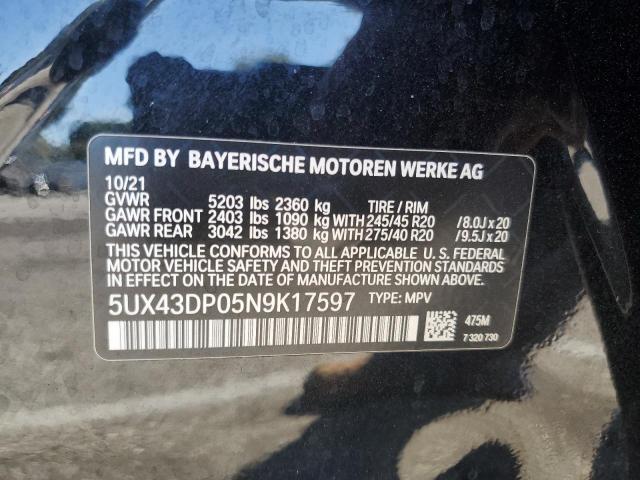 MFD BY BAYERISCHE MOTOREN WERKE AG
10/21
GVWR 5203 lbs 2360 kg TIRE / RIM
GAWR FRONT 2403 lbs 1090 kg WITH 245/45 R20 /8.0J x 20
GAWR REAR 3042 lbs 1380 kg WITH 275/40 R20 /9.5J x 20
THIS VEHICLE CONFORMS TO ALL APPLICABLE U. S. FEDERAL
MOTOR VEHICLE SAFETY AND THEFT PREVENTION STANDARDS
IN EFFECT ON THE DATE OF MANUFACTURE SHOWN ABOVE.
5UX43DP05N9K17597 TYPE: MPV
475M
7 320 730